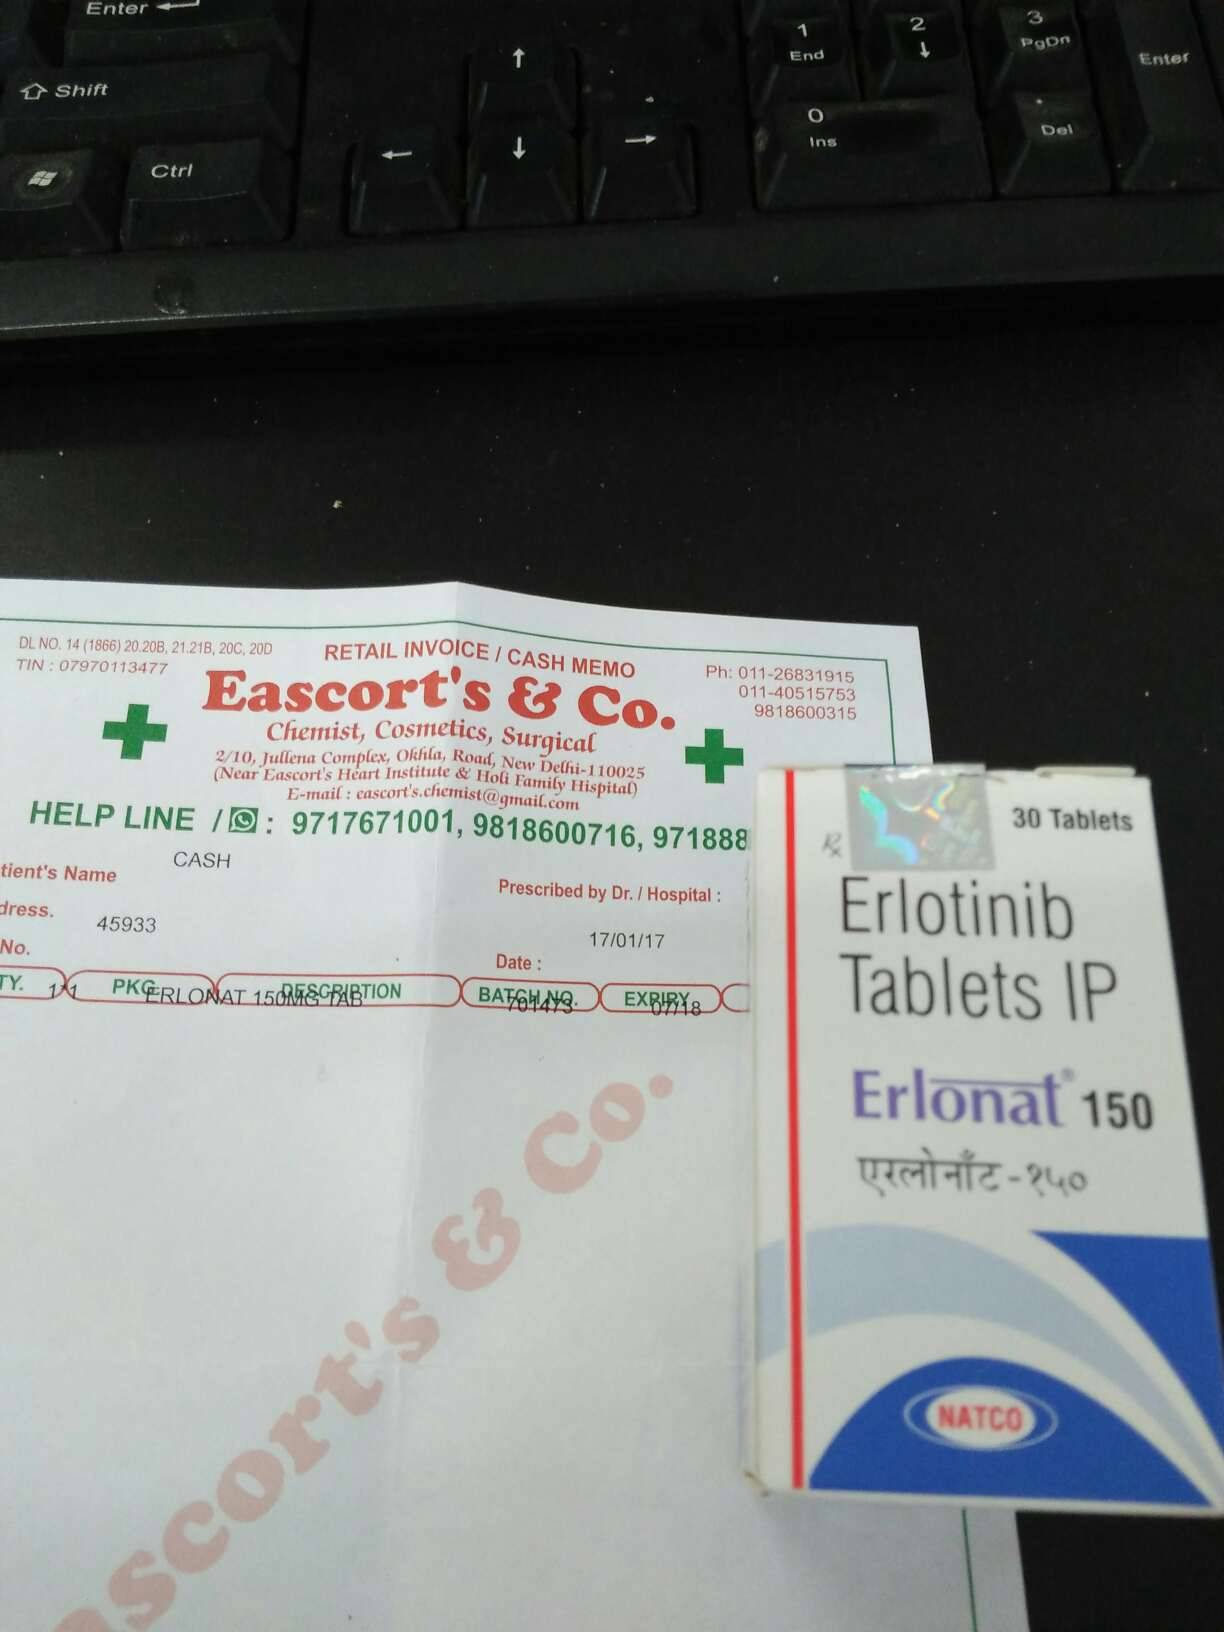 Enter
Shift
Ctrl
1
End
2
3
PgDn
Enter
0
Ins
Del
DL NO. 14 (1866) 20.20B, 21.21B, 20C, 20D
TIN : 07970113477
RETAIL INVOICE / CASH MEMO
Ph: 011-26831915
011-40515753
9818600315
Eascort's & Co.
Chemist, Cosmetics, Surgical
2/10, Jullena Complex, Okhla, Road, New Delhi-110025
(Near Eascort's Heart Institute & Holi Family Hispital)
E-mail : eascort's.chemist@gmail.com
HELP LINE / : 9717671001, 9818600716, 971888
tient's Name
CASH
Prescribed by Dr. / Hospital :
dress.
45933
17/01/17
No.
Date :
TY.
PKG
DESCRIPTION
BATCH NO.
EXPIRY
1*1
ERLONAT 150MG TAB
701473
07/18
ascort's & Co.
Rx
30 Tablets
Erlotinib
Tablets IP
Erlonat® 150
एरलोनॉंट-१५०
NATCO